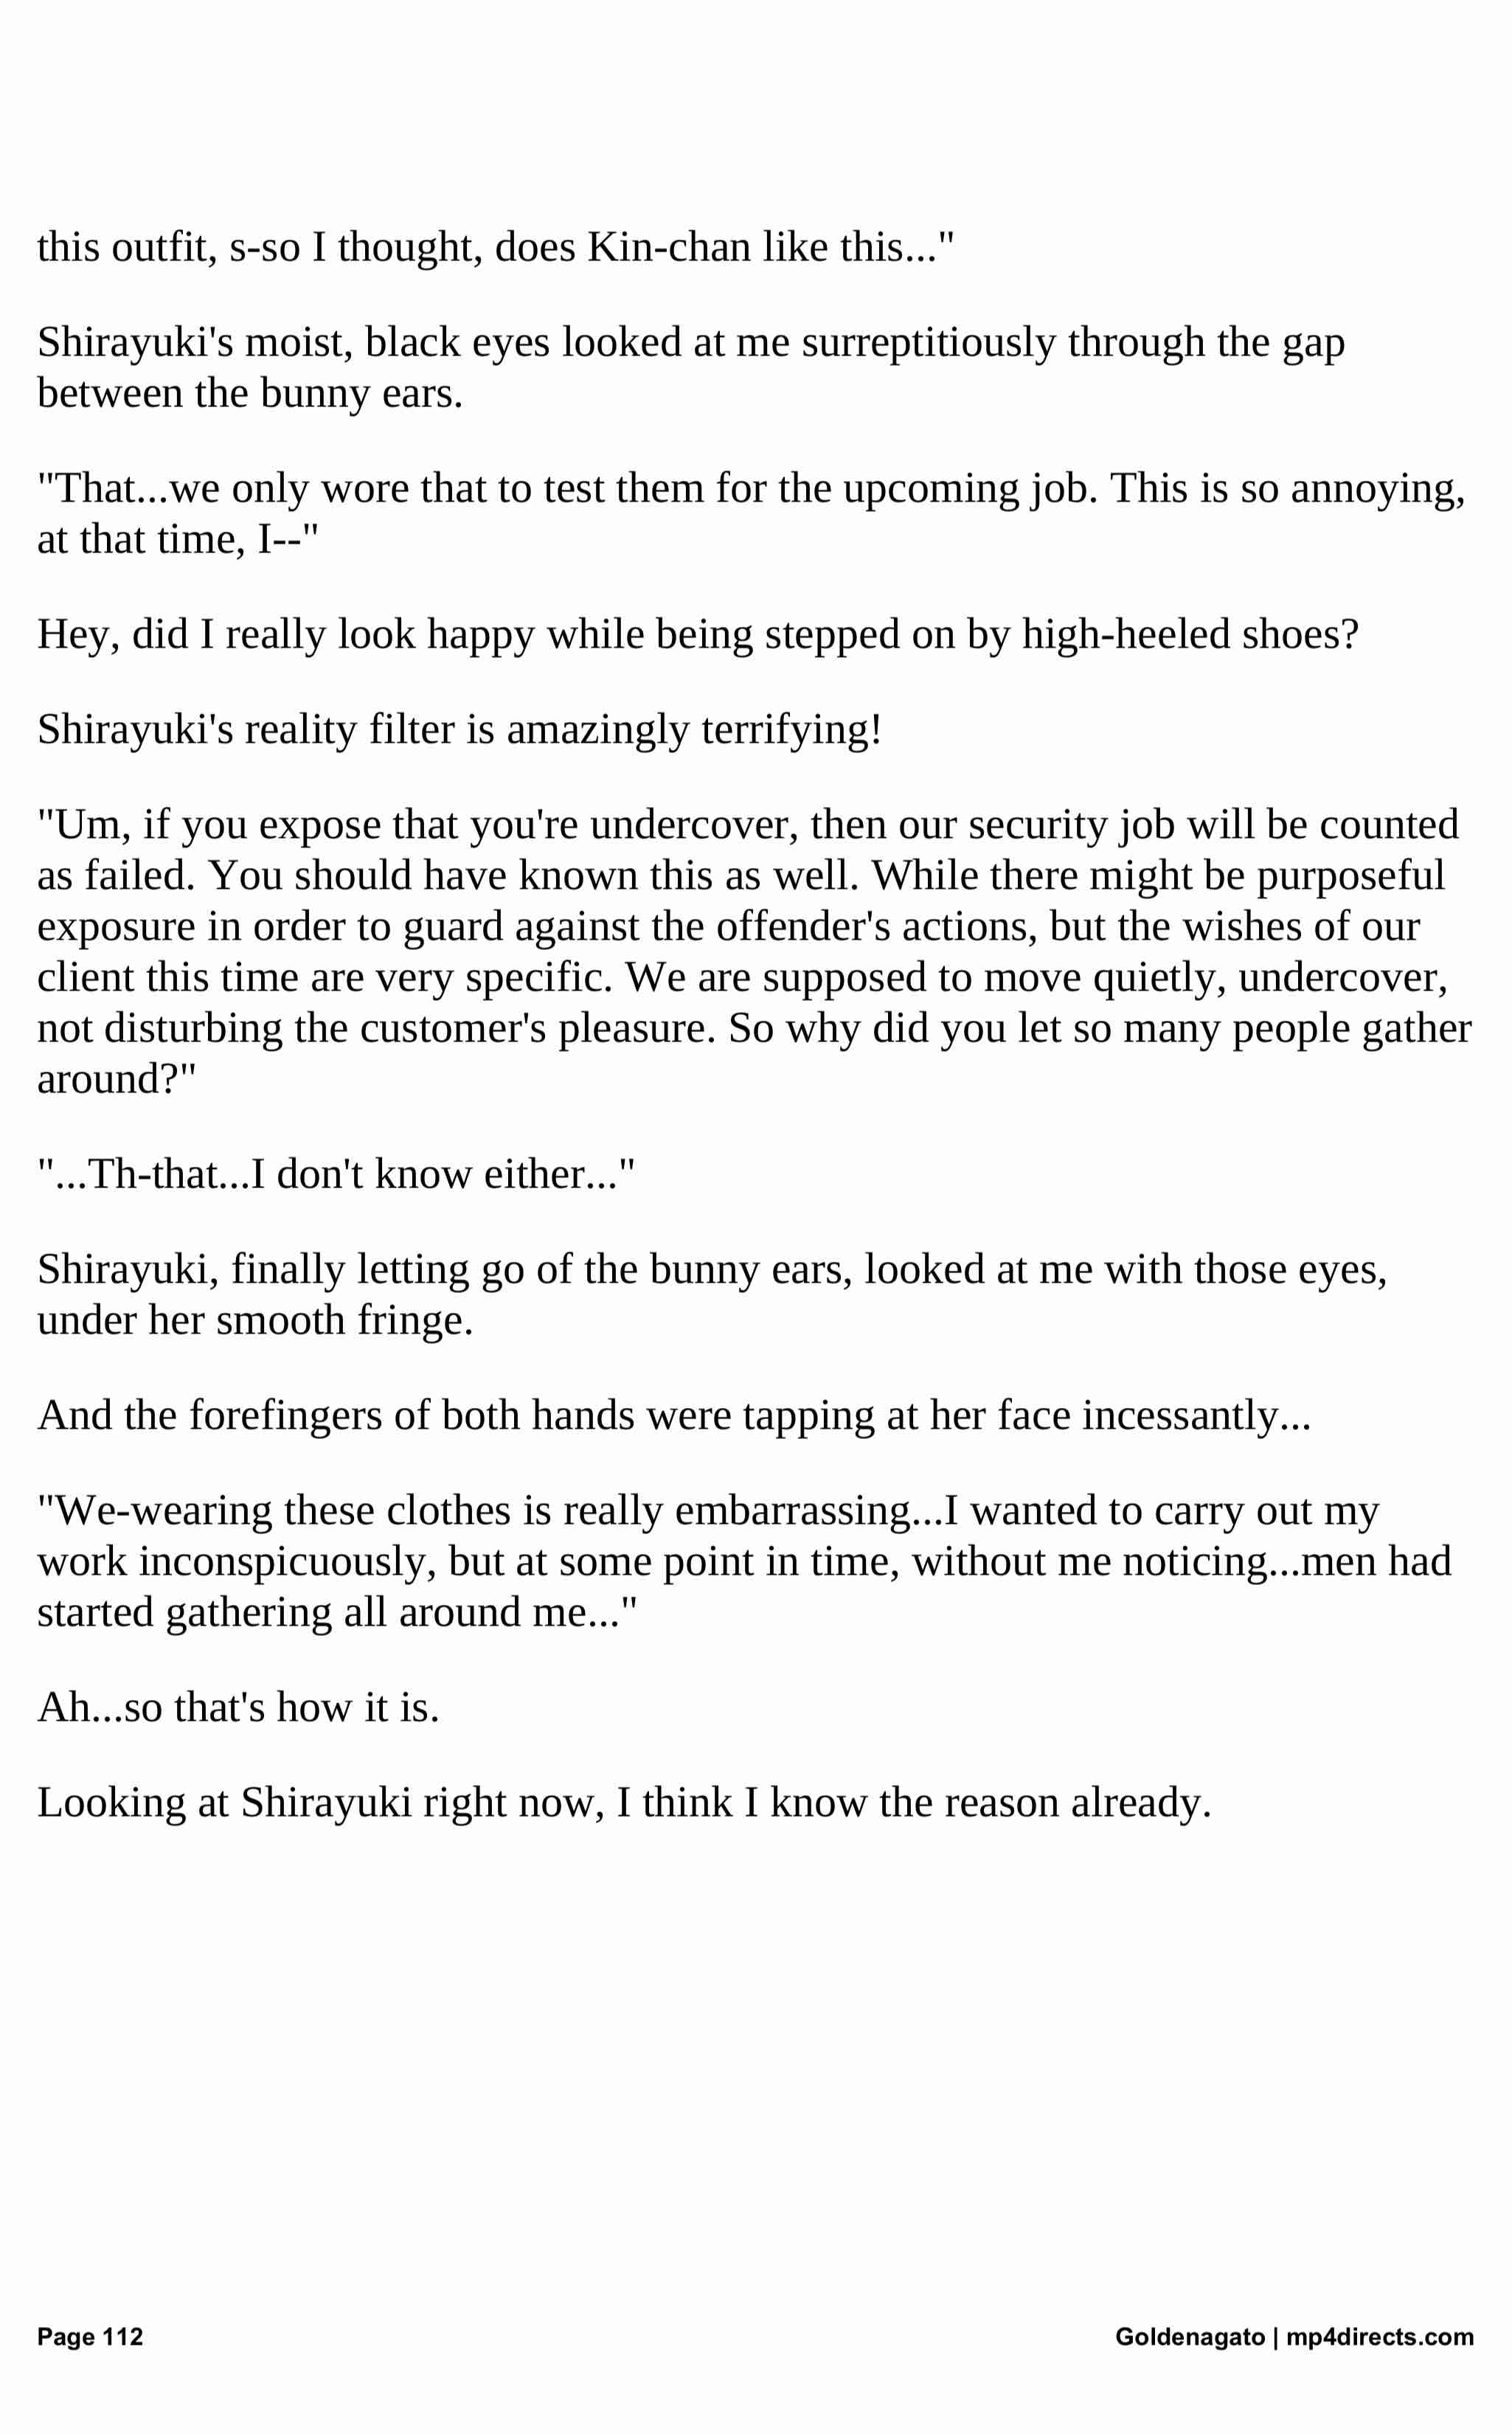 this outfit, s-so I thought, does Kin-chan like this..."
Shirayuki's moist, black eyes looked at me surreptitiously through the gap
between the bunny ears.
"That...we only wore that to test them for the upcoming job. This is so annoying,
at that time, I--"
Hey, did I really look happy while being stepped on by high-heeled shoes?
Shirayuki's reality filter is amazingly terrifying!
"Um, if you expose that you're undercover, then our security job will be counted
as failed. You should have known this as well. While there might be purposeful
exposure in order to guard against the offender's actions, but the wishes of our
client this time are very specific. We are supposed to move quietly, undercover,
not disturbing the customer's pleasure. So why did you let so many people gather
around?"
"...Th-that...I don't know either..."
Shirayuki, finally letting go of the bunny ears, looked at me with those eyes,
under her smooth fringe.
And the forefingers of both hands were tapping at her face incessantly...
"We-wearing these clothes is really embarrassing...I wanted to carry out my
work inconspicuously, but at some point in time, without me noticing...men had
started gathering all around me..."
Ah...so that's how it is.
Looking at Shirayuki right now, I think I know the reason already.
Page 112
Goldenagato | mp4directs.com